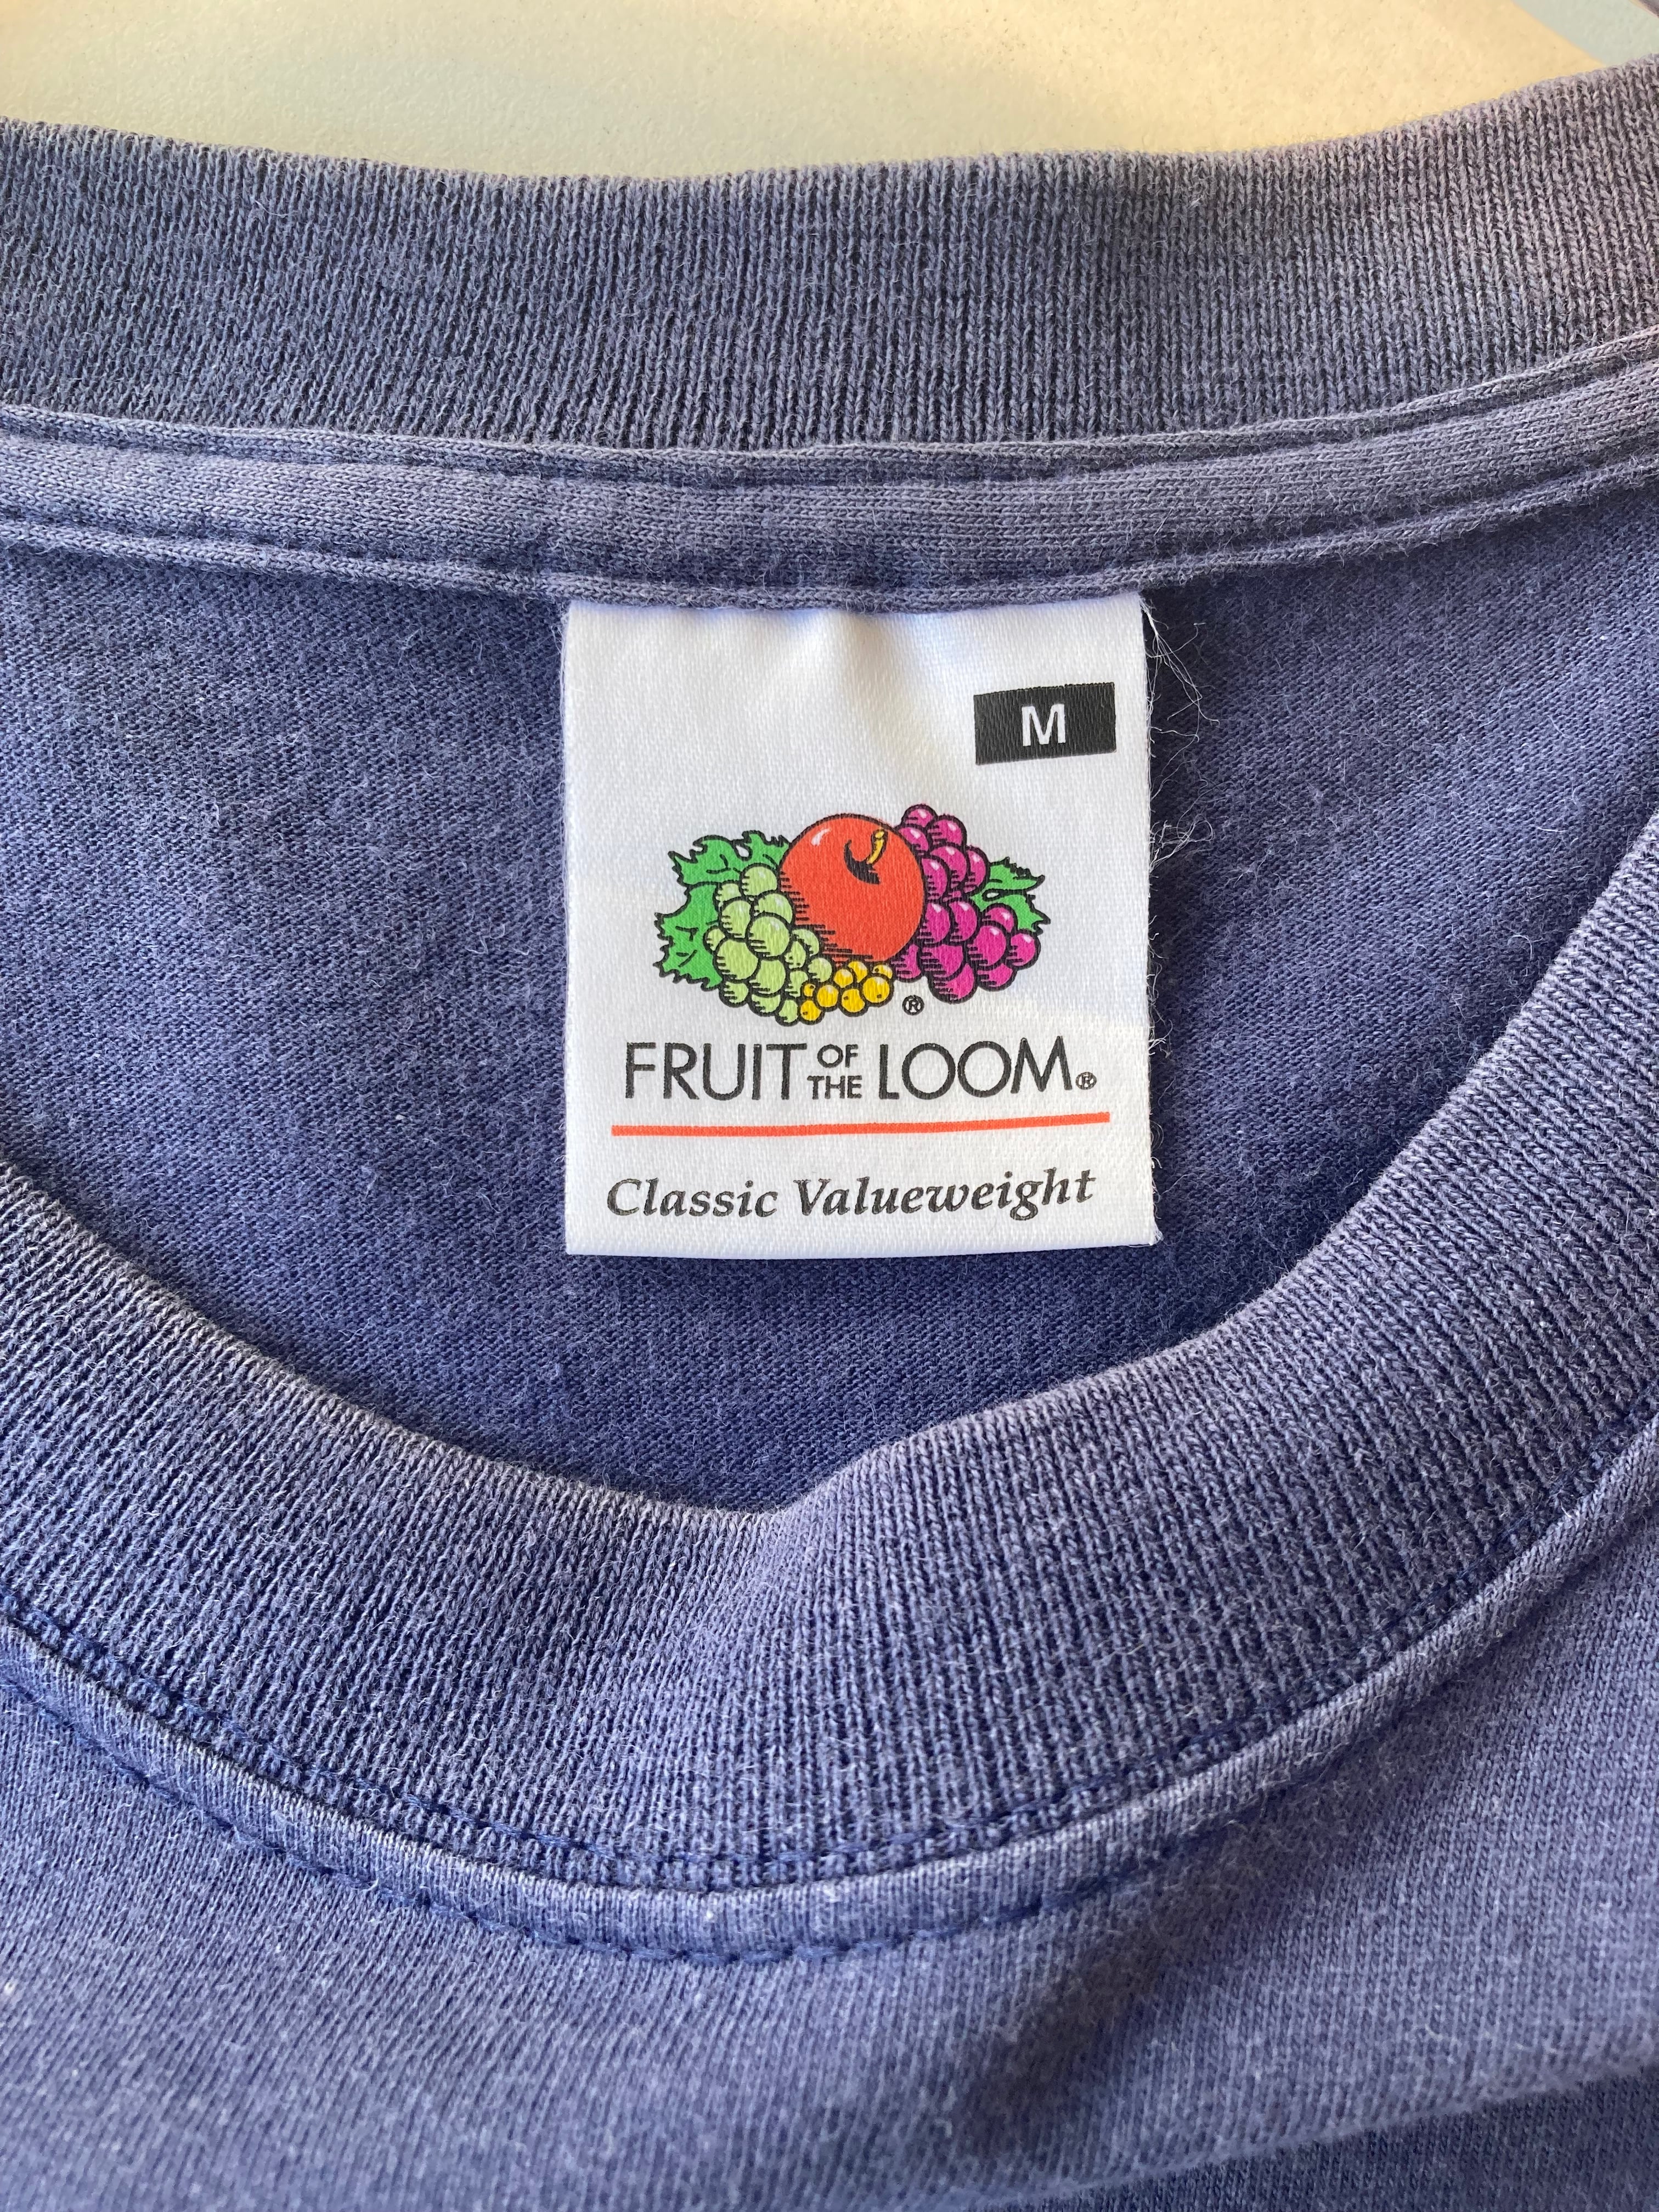 M
®
FRUIT OF THE LOOM®
Classic Valueweight